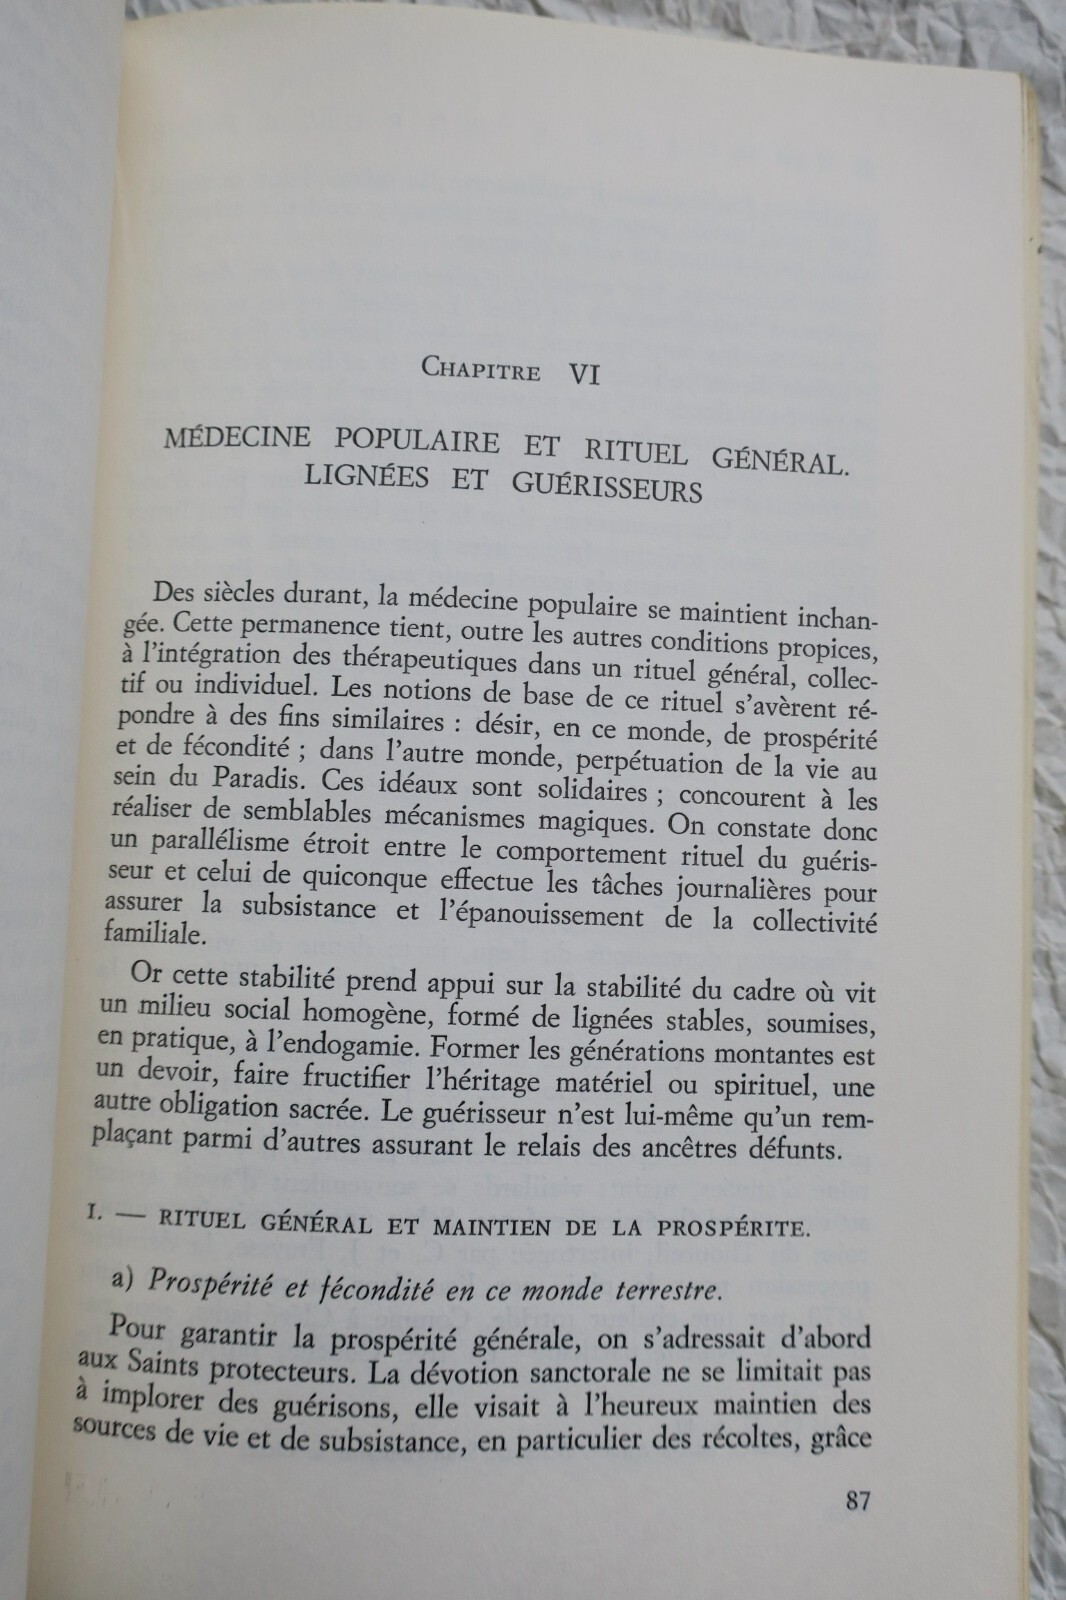 CHAPITRE VI
MÉDECINE POPULAIRE ET RITUEL GÉNÉRAL.
LIGNÉES ET GUÉRISSEURS
Des siècles durant, la médecine populaire se maintient inchan-
gée. Cette permanence tient, outre les autres conditions propices,
à l'intégration des thérapeutiques dans un rituel général, collec-
tif ou individuel. Les notions de base de ce rituel s'avèrent ré-
pondre à des fins similaires : désir, en ce monde, de prospérité
et de fécondité ; dans l'autre monde, perpétuation de la vie au
sein du Paradis. Ces idéaux sont solidaires ; concourent à les
réaliser de semblables mécanismes magiques. On constate donc
un parallélisme étroit entre le comportement rituel du guéris-
seur et celui de quiconque effectue les tâches journalières pour
assurer la subsistance et l'épanouissement de la collectivité
familiale.
Or cette stabilité prend appui sur la stabilité du cadre où vit
un milieu social homogène, formé de lignées stables, soumises,
en pratique, à l'endogamie. Former les générations montantes est
un devoir, faire fructifier l'héritage matériel ou spirituel, une
autre obligation sacrée. Le guérisseur n'est lui-même qu'un rem-
plaçant parmi d'autres assurant le relais des ancêtres défunts.
I. — RITUEL GÉNÉRAL ET MAINTIEN DE LA PROSPÉRITE.
a) Prospérité et fécondité en ce monde terrestre.
Pour garantir la prospérité générale, on s'adressait d'abord
aux Saints protecteurs. La dévotion sanctorale ne se limitait pas
à implorer des guérisons, elle visait à l'heureux maintien des
sources de vie et de subsistance, en particulier des récoltes, grâce
87